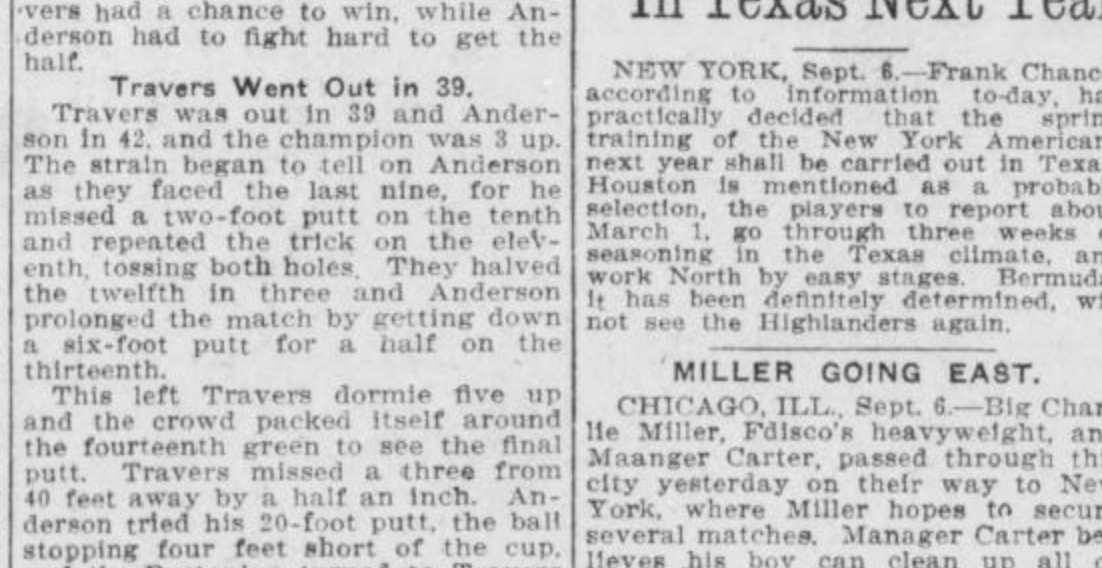 vers had a chance to win, while An-
derson had to fight hard to get the
half.
Travers Went Out in 39.
Travers was out in 39 and Ander-
son in 42, and the champion was 3 up.
The strain began to tell on Anderson
as they faced the last nine, for he
missed a two-foot putt on the tenth
and repeated the trick on the elev-
enth, tossing both holes. They halved
the twelfth in three and Anderson
prolonged the match by getting down
a six-foot putt for a half on the
thirteenth.
This left Travers dormie five up
and the crowd packed itself around
the fourteenth green to see the final
putt. Travers missed a three from
40 feet away by a half an inch. An-
derson tried his 20-foot putt, the ball
stopping four feet short of the cup,
In Texas Next Year
NEW YORK, Sept. 6.—Frank Chanc
according to information to-day, ha
practically decided that the sprin
training of the New York American
next year shall be carried out in Texa
Houston is mentioned as a probab
selection, the players to report abou
March 1, go through three weeks
seasoning in the Texas climate, an
work North by easy stages. Bermuda
it has been definitely determined, wi
not see the Highlanders again.
MILLER GOING EAST.
CHICAGO, ILL., Sept. 6.—Big Char
lie Miller, Fdisco's heavyweight, an
Maanger Carter, passed through thi
city yesterday on their way to Nev
York, where Miller hopes to secur
several matches. Manager Carter be
lieves his boy can clean up all